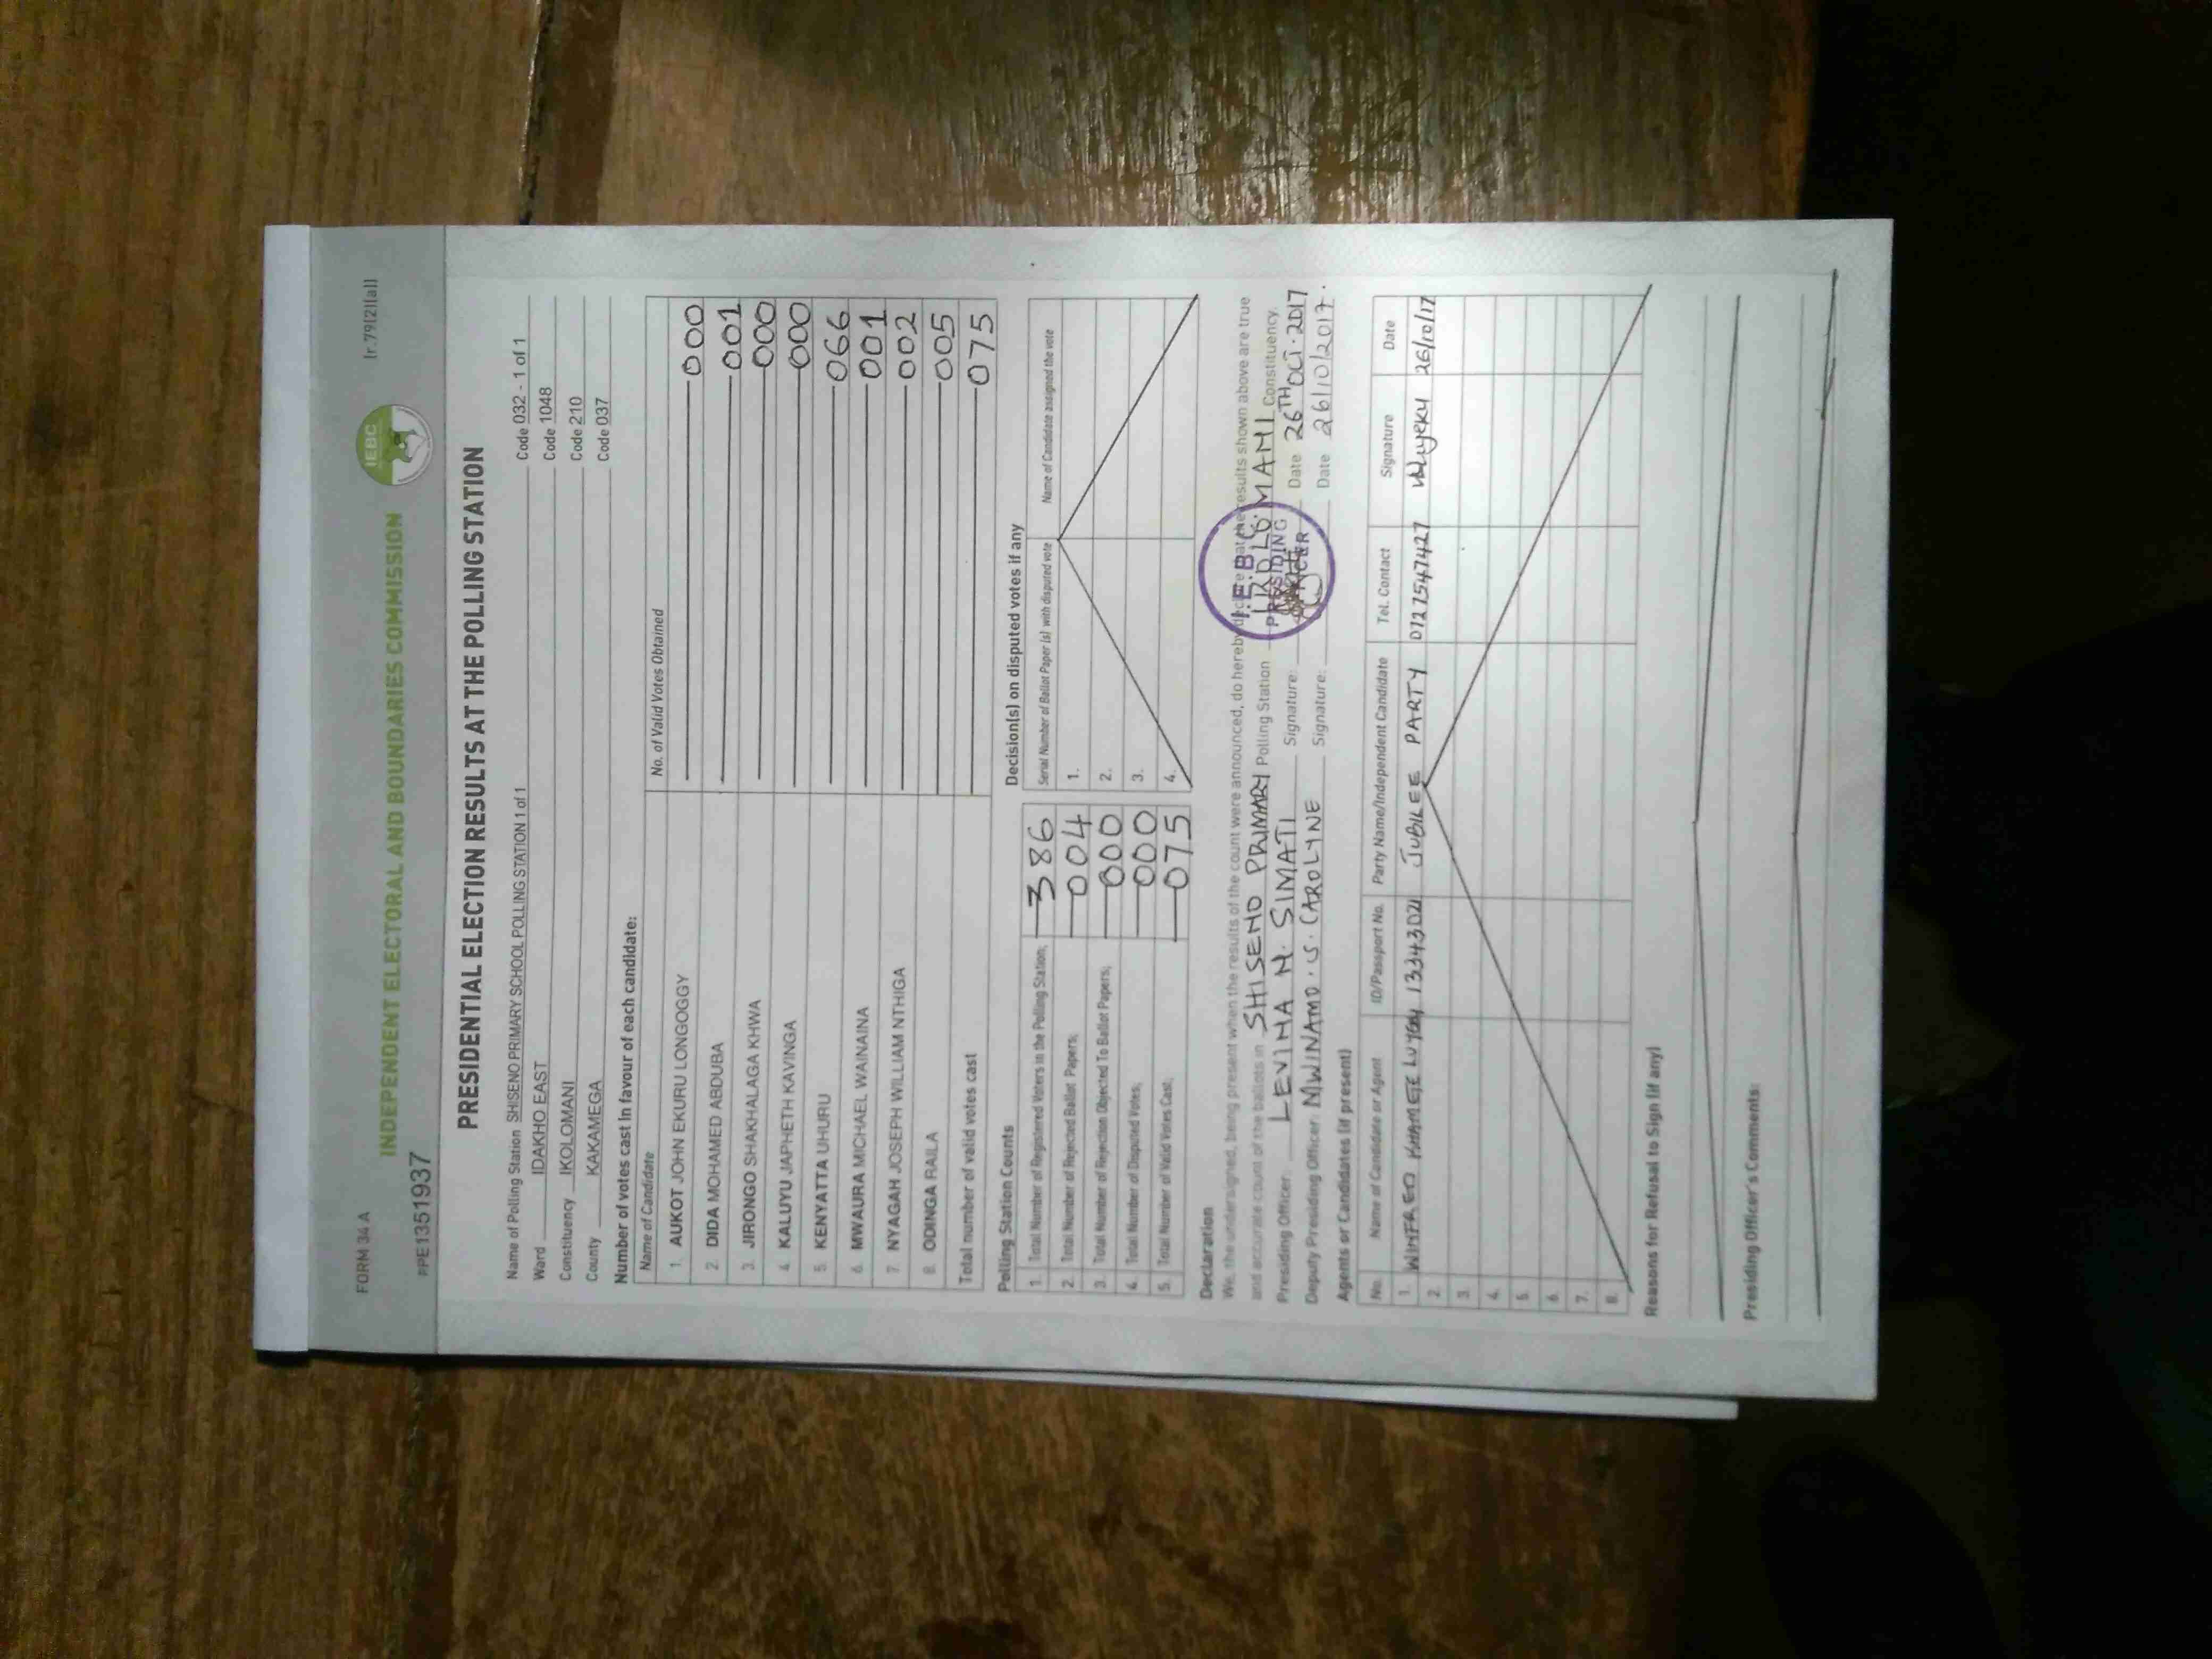 FORM 34 A
(r.79(2)(a))
IEBC
INDEPENDENT ELECTORAL AND BOUNDARIES COMMISSION
PPE13519​37
PRESIDENTIAL ELECTION RESULTS AT THE POLLING STATION
Name of Polling Station SHISENO PRIMARY SCHOOL POLLING STATION 1 of 1 Code 032 - 1 of 1
Ward IDAKHO EAST Code 1048
Constituency IKOLOMANI Code 210
County KAKAMEGA Code 037
Number of votes cast in favour of each candidate:
Name of Candidate No. of Valid Votes Obtained
1. AUKOT JOHN EKURU LONGOGGY 000
2. DIDA MOHAMED ABDUBA 001
3. JIRONGO SHAKHALAGA KHWA 000
4. KALUYU JAPHETH KAVINGA 000
5. KENYATTA UHURU 066
6. MWAURA MICHAEL WAINAINA 001
7. NYAGAH JOSEPH WILLIAM NTHIGA 002
8. ODINGA RAILA 005
Total number of valid votes cast 075
Polling Station Counts
1. Total Number of Registered Voters in the Polling Station; 386
2. Total Number of Rejected Ballot Papers; 004
3. Total Number of Rejection Objected To Ballot Papers; 000
4. Total Number of Disputed Votes; 000
5. Total Number of Valid Votes Cast; 075
Decision(s) on disputed votes if any
Serial Number of Ballot Paper (s) with disputed vote Name of Candidate assigned the vote
1.
2.
3.
4.
Declaration
We, the undersigned, being present when the results of the count were announced, do hereby declare that the results shown above are true
and accurate count of the ballots in SHISENO PRIMARY Polling Station MANI Constituency.
Presiding Officer: LEVINA N. SIMATI Signature: Date 26TH OCT. 2017
Deputy Presiding Officer: MWINAMO. S. CAROLYNE Signature: Date 26/10/2017.
I.E.B.C.
PRESIDING
OFFICER
Agents or Candidates (if present)
No. Name of Candidate or Agent ID/Passport No. Party Name/Independent Candidate Tel. Contact Signature Date
1. WINFRED 13343021 JUBILEE PARTY 0727547427 26/10/17
2.
3.
4.
5.
6.
7.
8.
Reasons for Refusal to Sign (if any)
Presiding Officer's Comments: